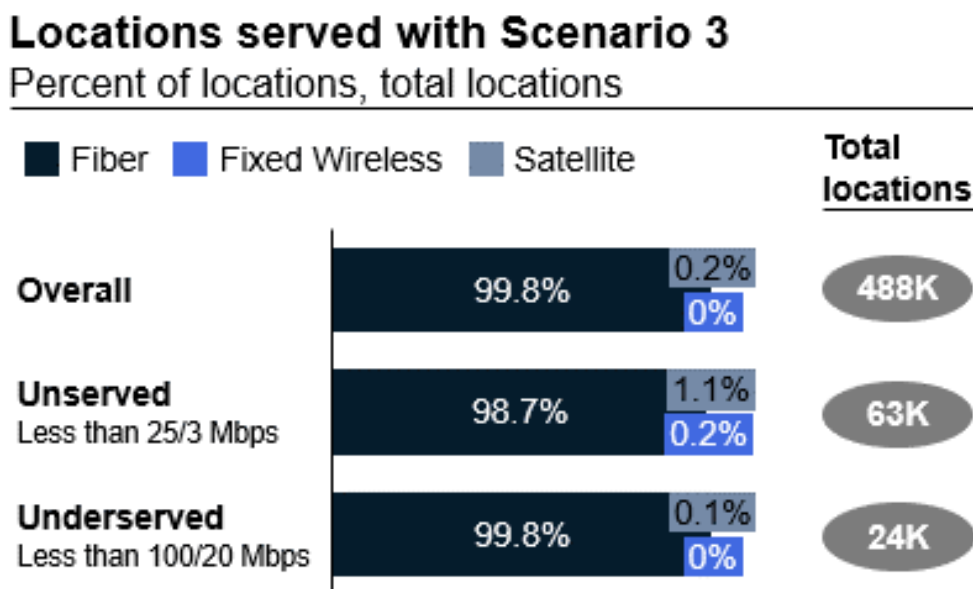 Locations served with Scenario 3
Percent of locations, total locations
Fiber Fixed Wireless Satellite
Total
locations
Overall 99.8% 0.2% 0% 488K
Unserved
Less than 25/3 Mbps
98.7% 1.1% 0.2% 63K
Underserved
Less than 100/20 Mbps
99.8% 0.1% 0% 24K